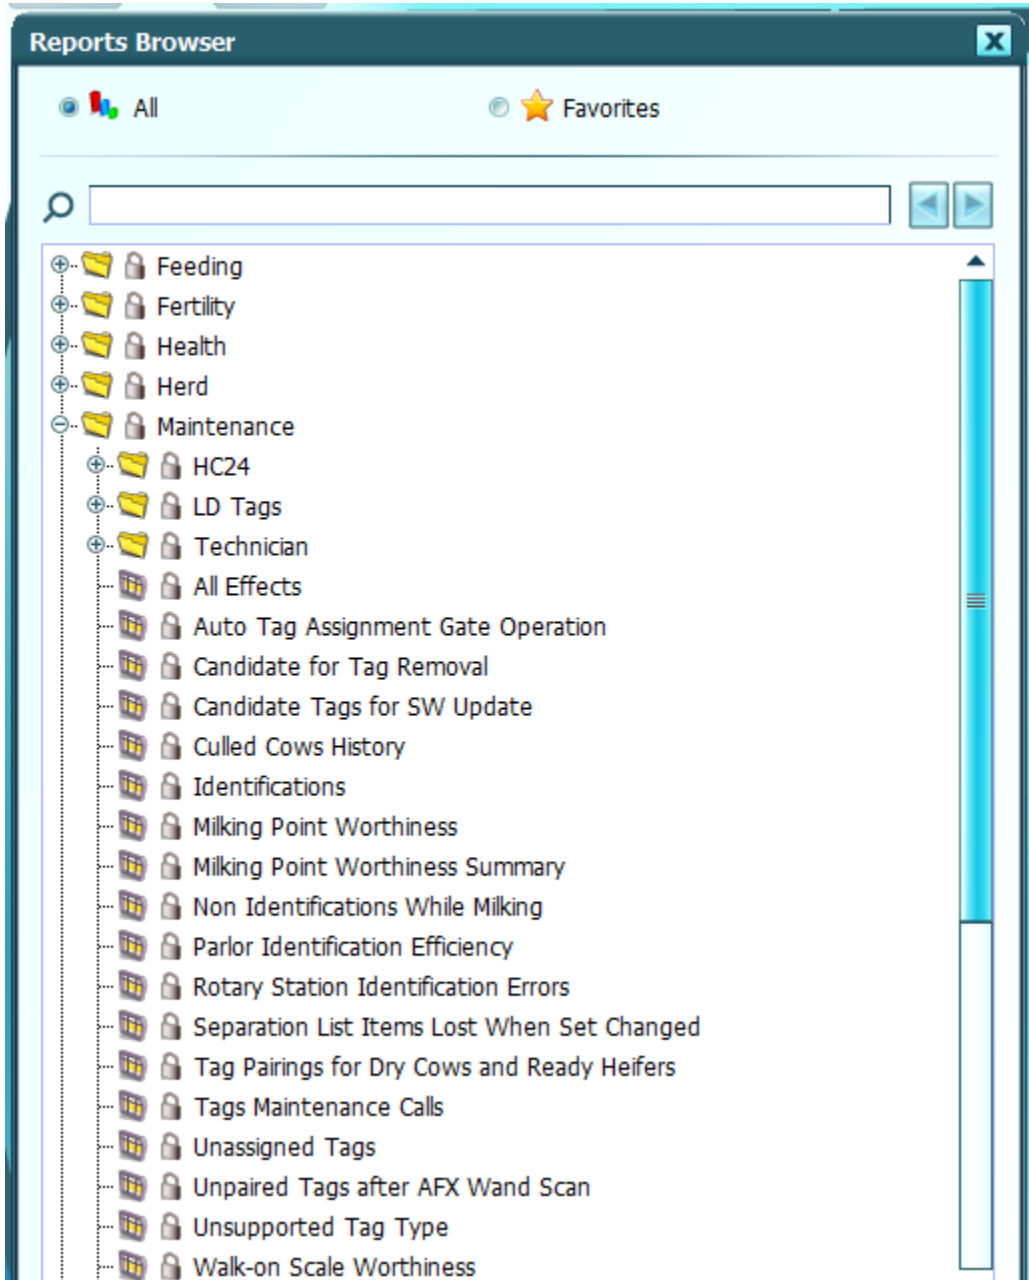 Reports Browser
All
Favorites
Feeding
Fertility
Health
Herd
Maintenance
HC24
LD Tags
Technician
All Effects
Auto Tag Assignment Gate Operation
Candidate for Tag Removal
Candidate Tags for SW Update
Culled Cows History
Identifications
Milking Point Worthiness
Milking Point Worthiness Summary
Non Identifications While Milking
Parlor Identification Efficiency
Rotary Station Identification Errors
Separation List Items Lost When Set Changed
Tag Pairings for Dry Cows and Ready Heifers
Tags Maintenance Calls
Unassigned Tags
Unpaired Tags after AFX Wand Scan
Unsupported Tag Type
Walk-on Scale Worthiness